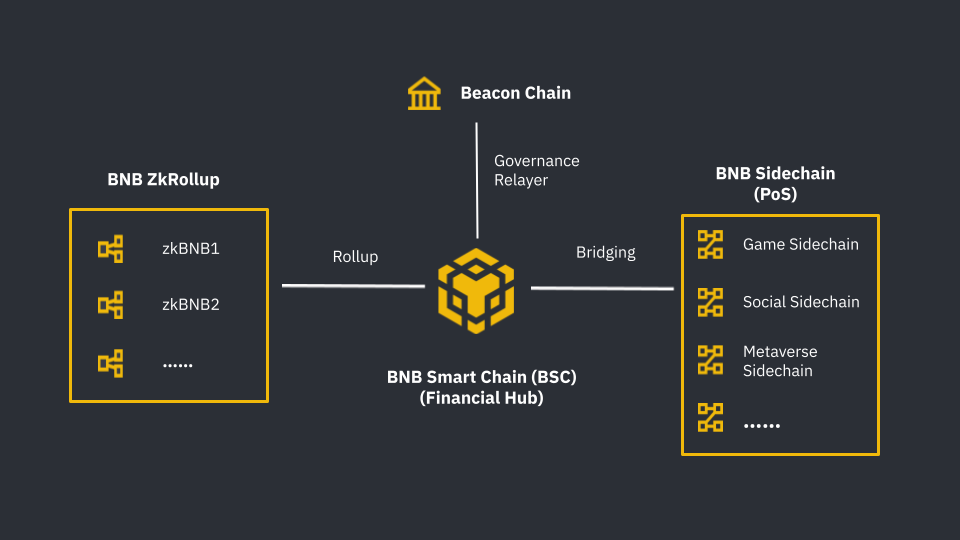 Beacon Chain
Governance
Relayer
BNB ZkRollup
zkBNB1
zkBNB2
......
Rollup
BNB Smart Chain (BSC)
(Financial Hub)
Bridging
BNB Sidechain
(PoS)
Game Sidechain
Social Sidechain
Metaverse
Sidechain
......